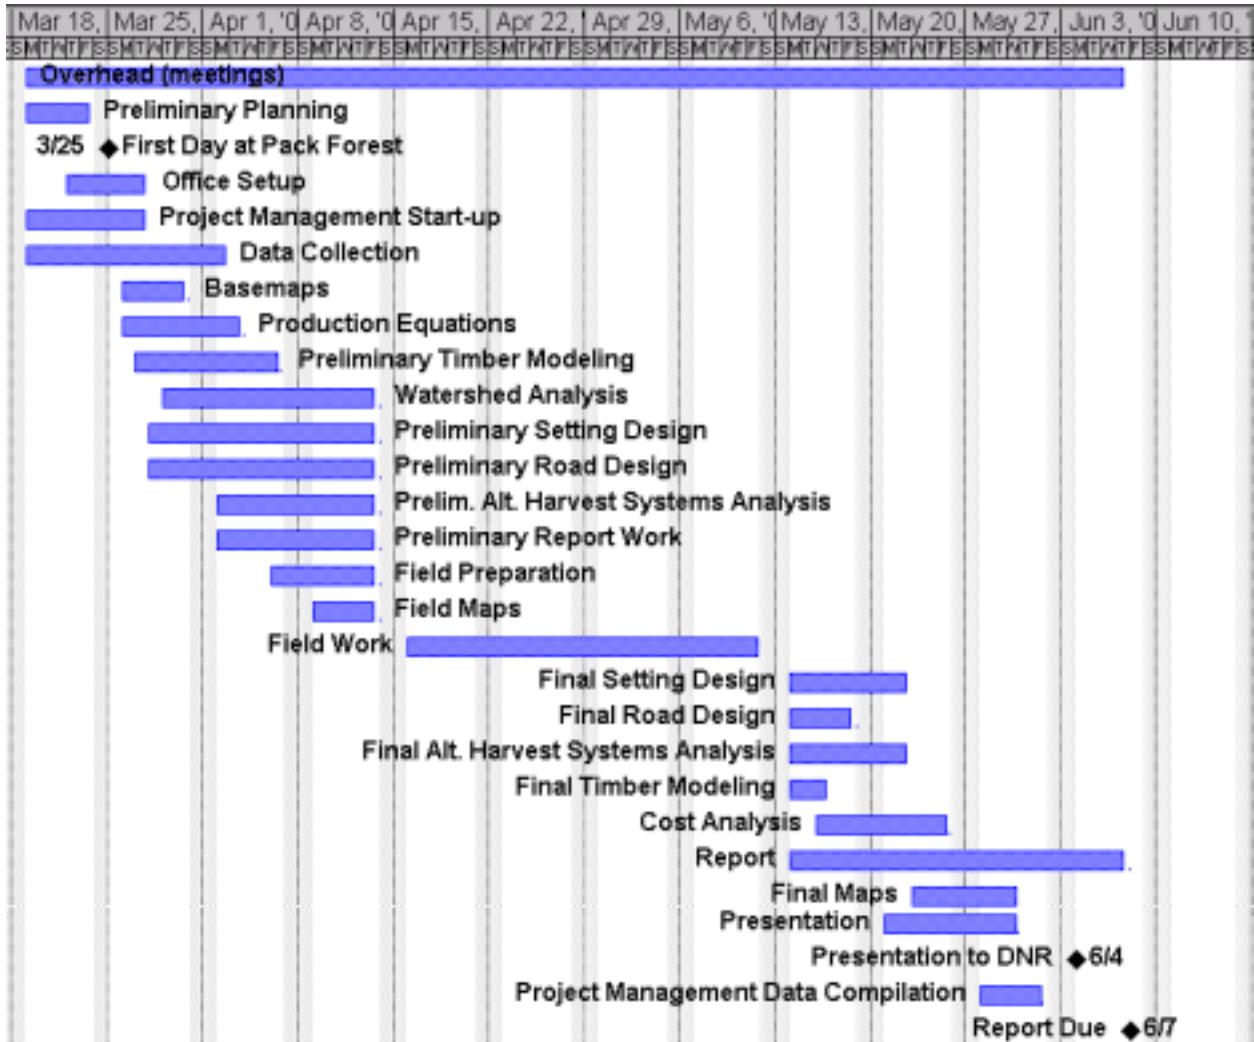 Mar 18, Mar 25, Apr 1, '0 Apr 8, '0 Apr 15, Apr 22, Apr 29, May 6, '0 May 13, May 20, May 27, Jun 3, '0 Jun 10,
S M T W T F S S M T W T F S S M T W T F S S M T W T F S S M T W T F S S M T W T F S S M T W T F S S M T W T F S S M T W T F S S M T W T F S S M T W T F S S M T W T F S S M T W T F S
Overhead (meetings)
Preliminary Planning
3/25 First Day at Pack Forest
Office Setup
Project Management Start-up
Data Collection
Basemaps
Production Equations
Preliminary Timber Modeling
Watershed Analysis
Preliminary Setting Design
Preliminary Road Design
Prelim. Alt. Harvest Systems Analysis
Preliminary Report Work
Field Preparation
Field Maps
Field Work
Final Setting Design
Final Road Design
Final Alt. Harvest Systems Analysis
Final Timber Modeling
Cost Analysis
Report
Final Maps
Presentation
Presentation to DNR 6/4
Project Management Data Compilation
Report Due 6/7